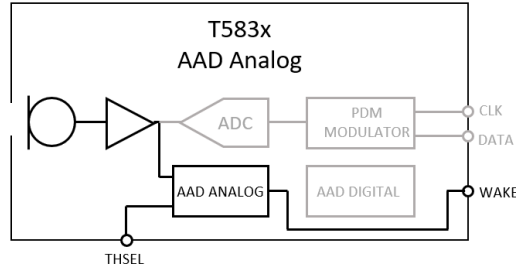 T583x
AAD Analog
ADC
PDM
MODULATOR
CLK
DATA
AAD ANALOG
AAD DIGITAL
WAKE
THSEL